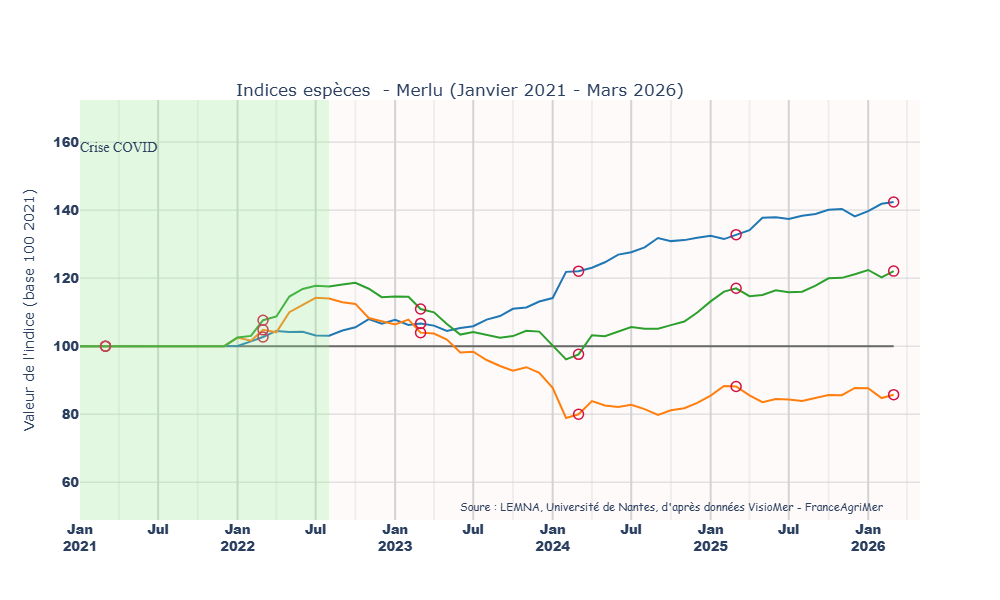 Indices espèces  - Merlu (Janvier 2021 - Mars 2026)
Valeur de l'indice (base 100 2021)
160
Crise COVID
140
120
100
80
60
Soure : LEMNA, Université de Nantes, d'après données VisioMer - FranceAgriMer
Jan Jul Jan Jul Jan Jul Jan Jul Jan Jul Jan
2021 2022 2023 2024 2025 2026